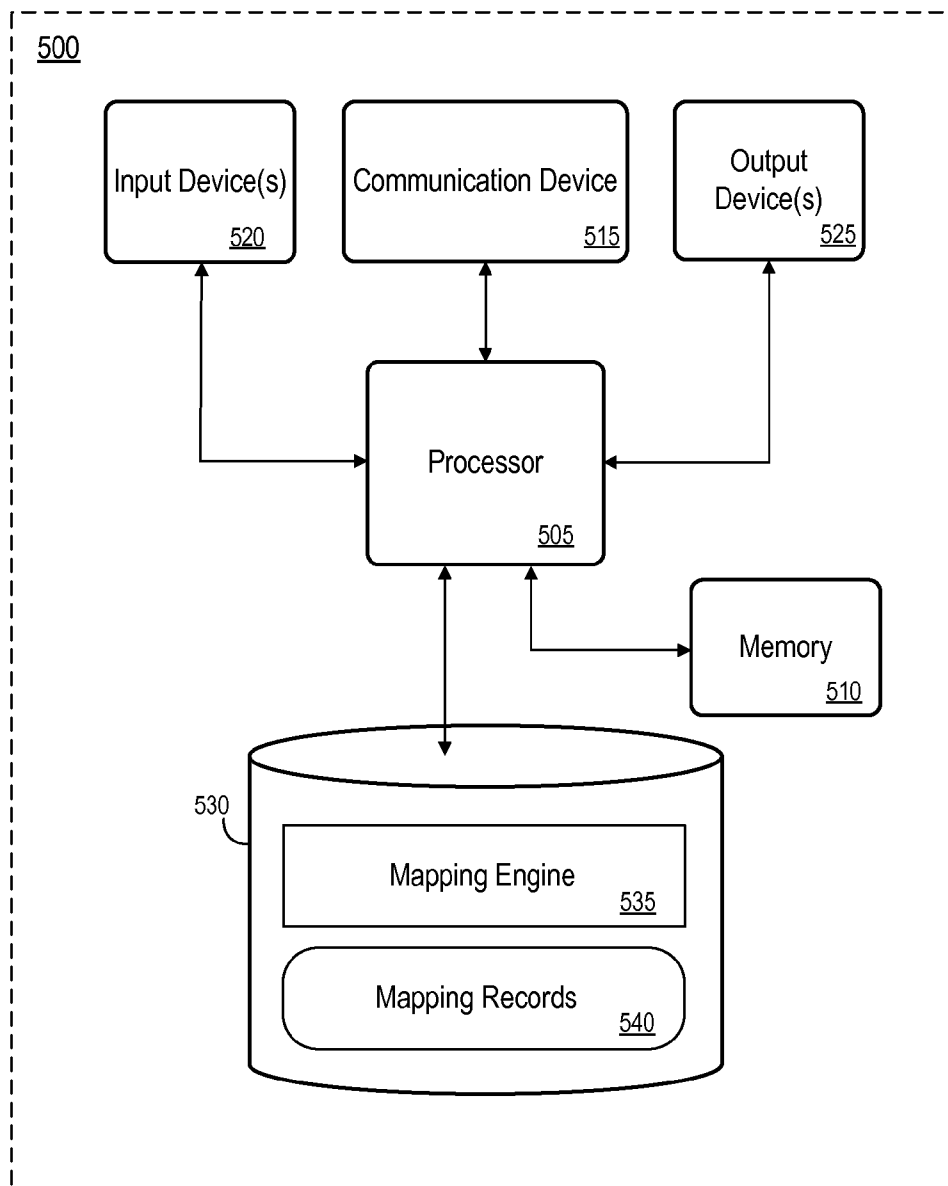 500
Input Device(s)
520
Communication Device
515
Output
Device(s)
525
Processor
505
Memory
510
530
Mapping Engine
535
Mapping Records
540